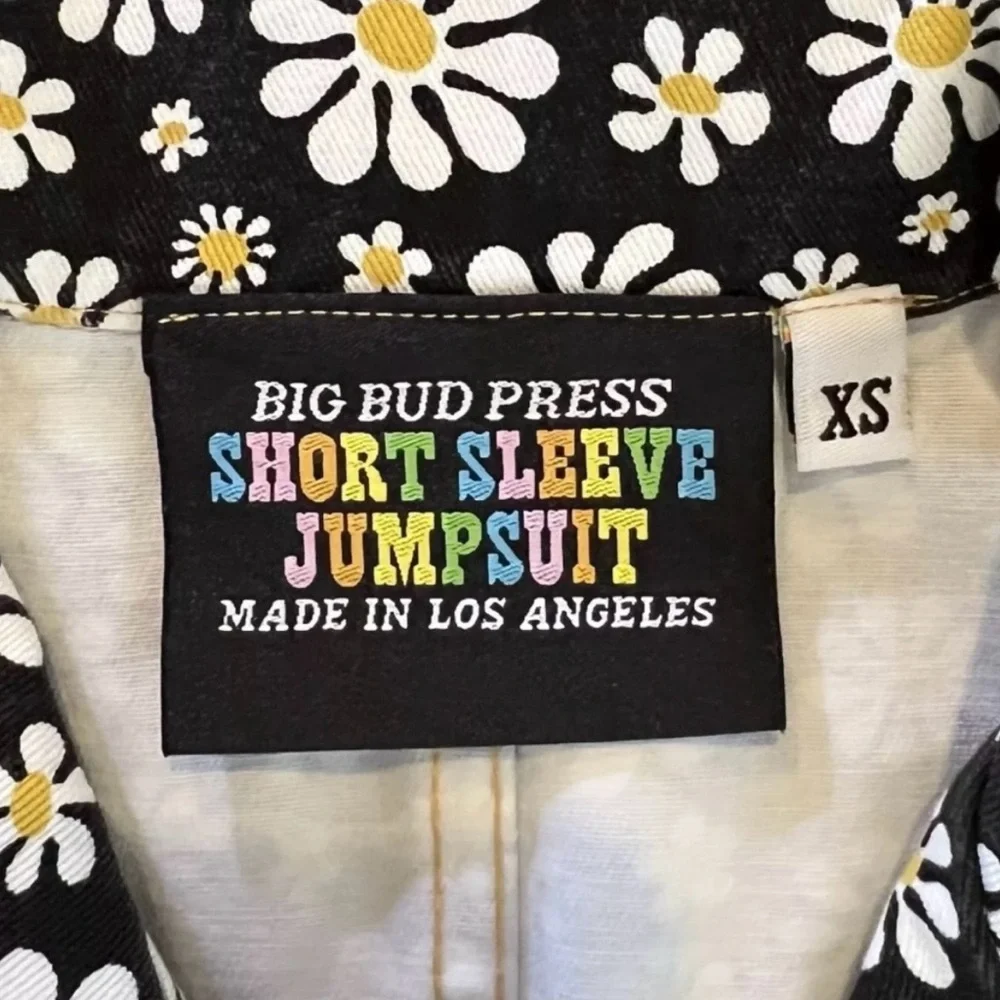 BIG BUD PRESS
SHORT SLEEVE
JUMPSUIT
MADE IN LOS ANGELES
XS